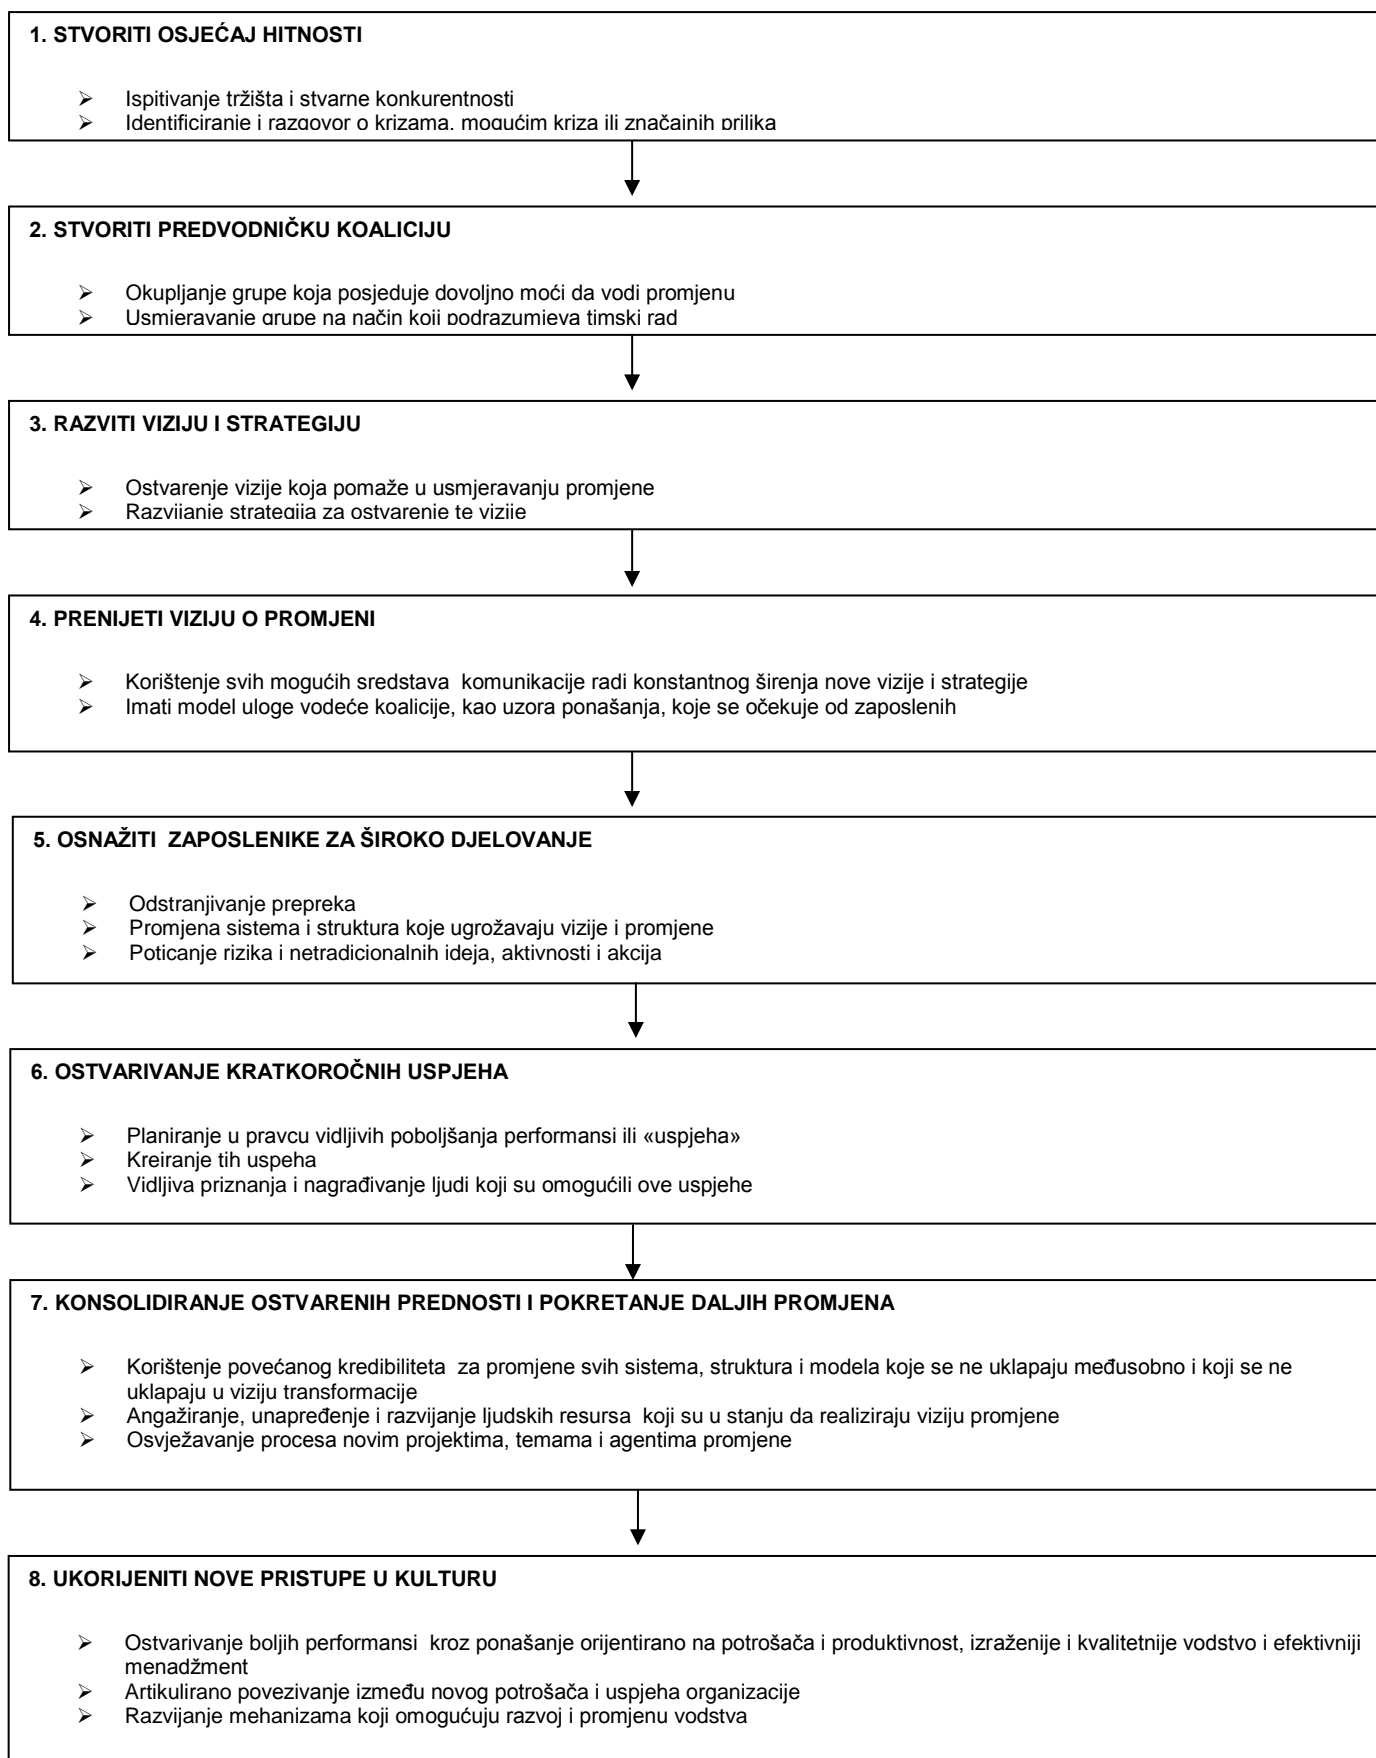 1. STVORITI OSJEĆAJ HITNOSTI
➢ Ispitivanje tržišta i stvarne konkurentnosti
➢ Identificiranje i razgovor o krizama, mogućim kriza ili značajnih prilika
2. STVORITI PREDVODNIČKU KOALICIJU
➢ Okupljanje grupe koja posjeduje dovoljno moći da vodi promjenu
➢ Usmjeravanje grupe na način koji podrazumjeva timski rad
3. RAZVITI VIZIJU I STRATEGIJU
➢ Ostvarenje vizije koja pomaže u usmjeravanju promjene
➢ Razvijanje strategija za ostvarenje te vizije
4. PRENIJETI VIZIJU O PROMJENI
➢ Korištenje svih mogućih sredstava  komunikacije radi konstantnog širenja nove vizije i strategije
➢ Imati model uloge vodeće koalicije, kao uzora ponašanja, koje se očekuje od zaposlenih
5. OSNAŽITI  ZAPOSLENIKE ZA ŠIROKO DJELOVANJE
➢ Odstranjivanje prepreka
➢ Promjena sistema i struktura koje ugrožavaju vizije i promjene
➢ Poticanje rizika i netradicionalnih ideja, aktivnosti i akcija
6. OSTVARIVANJE KRATKOROČNIH USPJEHA
➢ Planiranje u pravcu vidljivih poboljšanja performansi ili «uspjeha»
➢ Kreiranje tih uspeha
➢ Vidljiva priznanja i nagrađivanje ljudi koji su omogućili ove uspjehe
7. KONSOLIDIRANJE OSTVARENIH PREDNOSTI I POKRETANJE DALJIH PROMJENA
➢ Korištenje povećanog kredibiliteta  za promjene svih sistema, struktura i modela koje se ne uklapaju međusobno i koji se ne
uklapaju u viziju transformacije
➢ Angažiranje, unapređenje i razvijanje ljudskih resursa  koji su u stanju da realiziraju viziju promjene
➢ Osvježavanje procesa novim projektima, temama i agentima promjene
8. UKORIJENITI NOVE PRISTUPE U KULTURU
➢ Ostvarivanje boljih performansi  kroz ponašanje orijentirano na potrošača i produktivnost, izraženije i kvalitetnije vodstvo i efektivniji
menadžment
➢ Artikulirano povezivanje između novog potrošača i uspjeha organizacije
➢ Razvijanje mehanizama koji omogućuju razvoj i promjenu vodstva